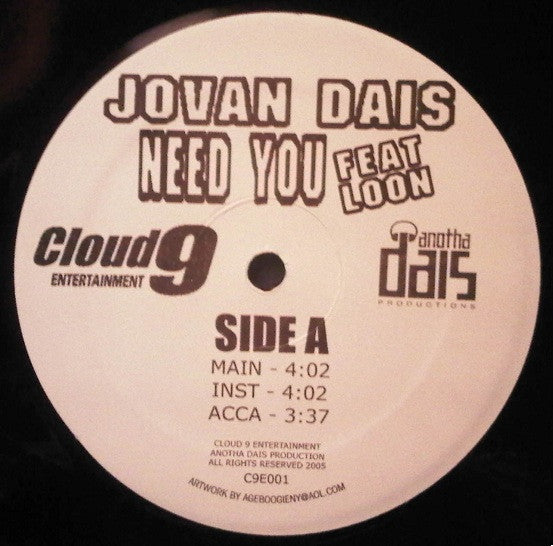 JOVAN DAIS
NEED YOU
FEAT
LOON
Cloud 9
ENTERTAINMENT
anotha
dais
PRODUCTIONS
SIDE A
MAIN - 4:02
INST - 4:02
ACCA - 3:37
CLOUD 9 ENTERTAINMENT
ANOTHA DAIS PRODUCTION
ALL RIGHTS RESERVED 2005
C9E001
ARTWORK BY AGEBOOGIENY@AOL.COM